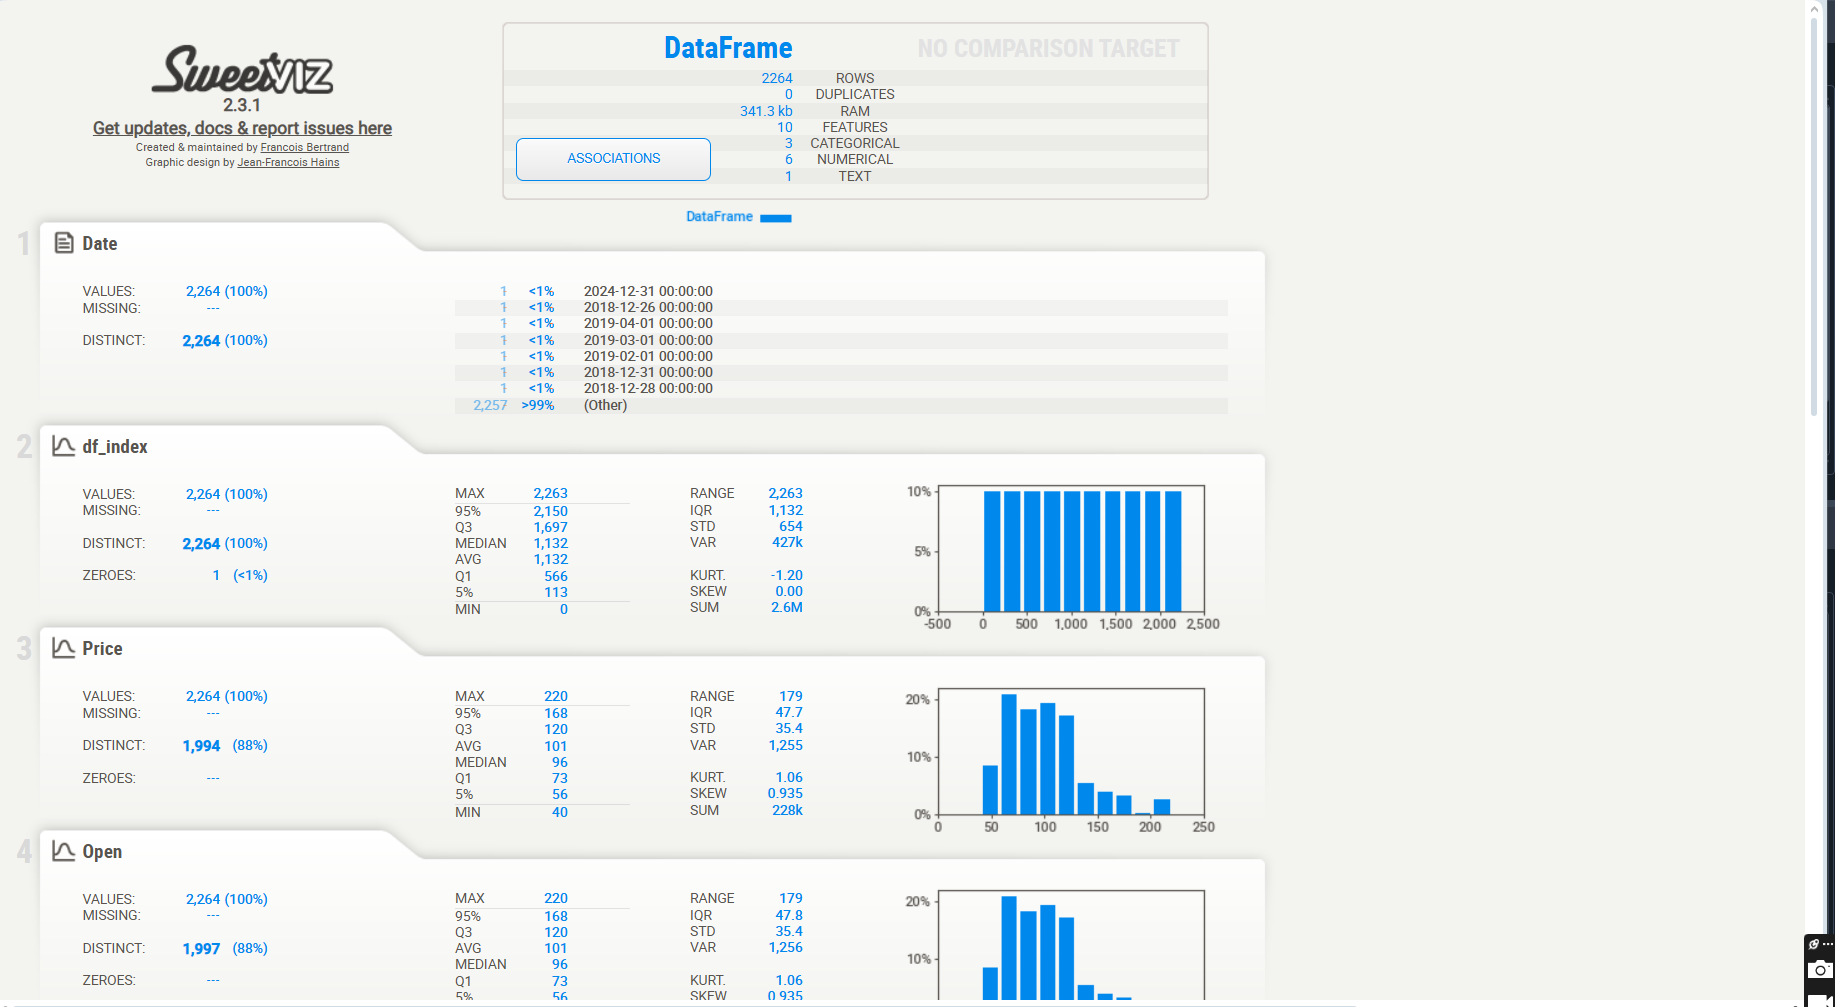 SweetVIZ
2.3.1
Get updates, docs & report issues here
Created & maintained by Francois Bertrand
Graphic design by Jean-Francois Hains
DataFrame NO COMPARISON TARGET
2264 ROWS
0 DUPLICATES
341.3 kb RAM
10 FEATURES
3 CATEGORICAL
6 NUMERICAL
1 TEXT
ASSOCIATIONS
DataFrame
1 Date
VALUES: 2,264 (100%)
MISSING: ---
DISTINCT: 2,264 (100%)
1 <1% 2024-12-31 00:00:00
1 <1% 2018-12-26 00:00:00
1 <1% 2019-04-01 00:00:00
1 <1% 2019-03-01 00:00:00
1 <1% 2019-02-01 00:00:00
1 <1% 2018-12-31 00:00:00
1 <1% 2018-12-28 00:00:00
2,257 >99% (Other)
2 df_index
VALUES: 2,264 (100%)
MISSING: ---
DISTINCT: 2,264 (100%)
ZEROES: 1 (<1%)
MAX 2,263
95% 2,150
Q3 1,697
MEDIAN 1,132
AVG 1,132
Q1 566
5% 113
MIN 0
RANGE 2,263
IQR 1,132
STD 654
VAR 427k
KURT. -1.20
SKEW 0.00
SUM 2.6M
10%
5%
0%
-500 0 500 1,000 1,500 2,000 2,500
3 Price
VALUES: 2,264 (100%)
MISSING: ---
DISTINCT: 1,994 (88%)
ZEROES: ---
MAX 220
95% 168
Q3 120
AVG 101
MEDIAN 96
Q1 73
5% 56
MIN 40
RANGE 179
IQR 47.7
STD 35.4
VAR 1,255
KURT. 1.06
SKEW 0.935
SUM 228k
20%
10%
0%
0 50 100 150 200 250
4 Open
VALUES: 2,264 (100%)
MISSING: ---
DISTINCT: 1,997 (88%)
ZEROES: ---
MAX 220
95% 168
Q3 120
AVG 101
MEDIAN 96
Q1 73
5% 56
RANGE 179
IQR 47.8
STD 35.4
VAR 1,256
KURT. 1.06
SKEW 0.935
20%
10%